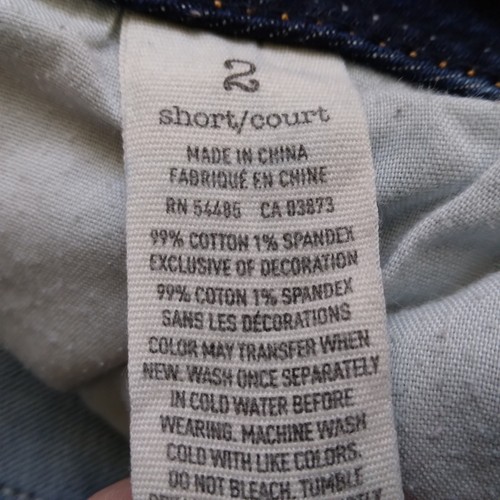 2
short/court
MADE IN CHINA
FABRIQUÉ EN CHINE
RN 54485 CA 03873
99% COTTON 1% SPANDEX
EXCLUSIVE OF DECORATION
99% COTON 1% SPANDEX
SANS LES DÉCORATIONS
COLOR MAY TRANSFER WHEN
NEW. WASH ONCE SEPARATELY
IN COLD WATER BEFORE
WEARING. MACHINE WASH
COLD WITH LIKE COLORS.
DO NOT BLEACH. TUMBLE